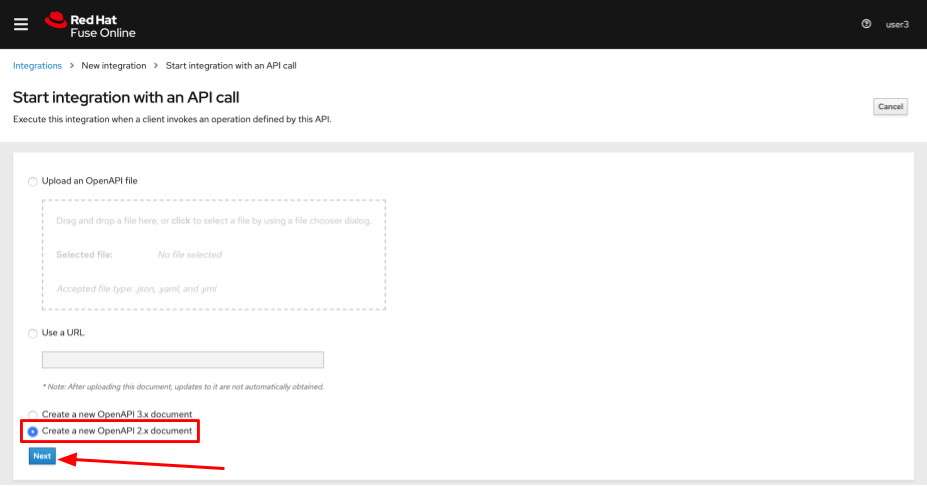 Red Hat
Fuse Online
user3
Integrations > New integration > Start integration with an API call
Start integration with an API call
Cancel
Execute this integration when a client invokes an operation defined by this API.
Upload an OpenAPI file
Drag and drop a file here, or click to select a file by using a file chooser dialog.
Selected file: No file selected
Accepted file type: .json, .yaml, and .yml
Use a URL
* Note: After uploading this document, updates to it are not automatically obtained.
Create a new OpenAPI 3.x document
Create a new OpenAPI 2.x document
Next